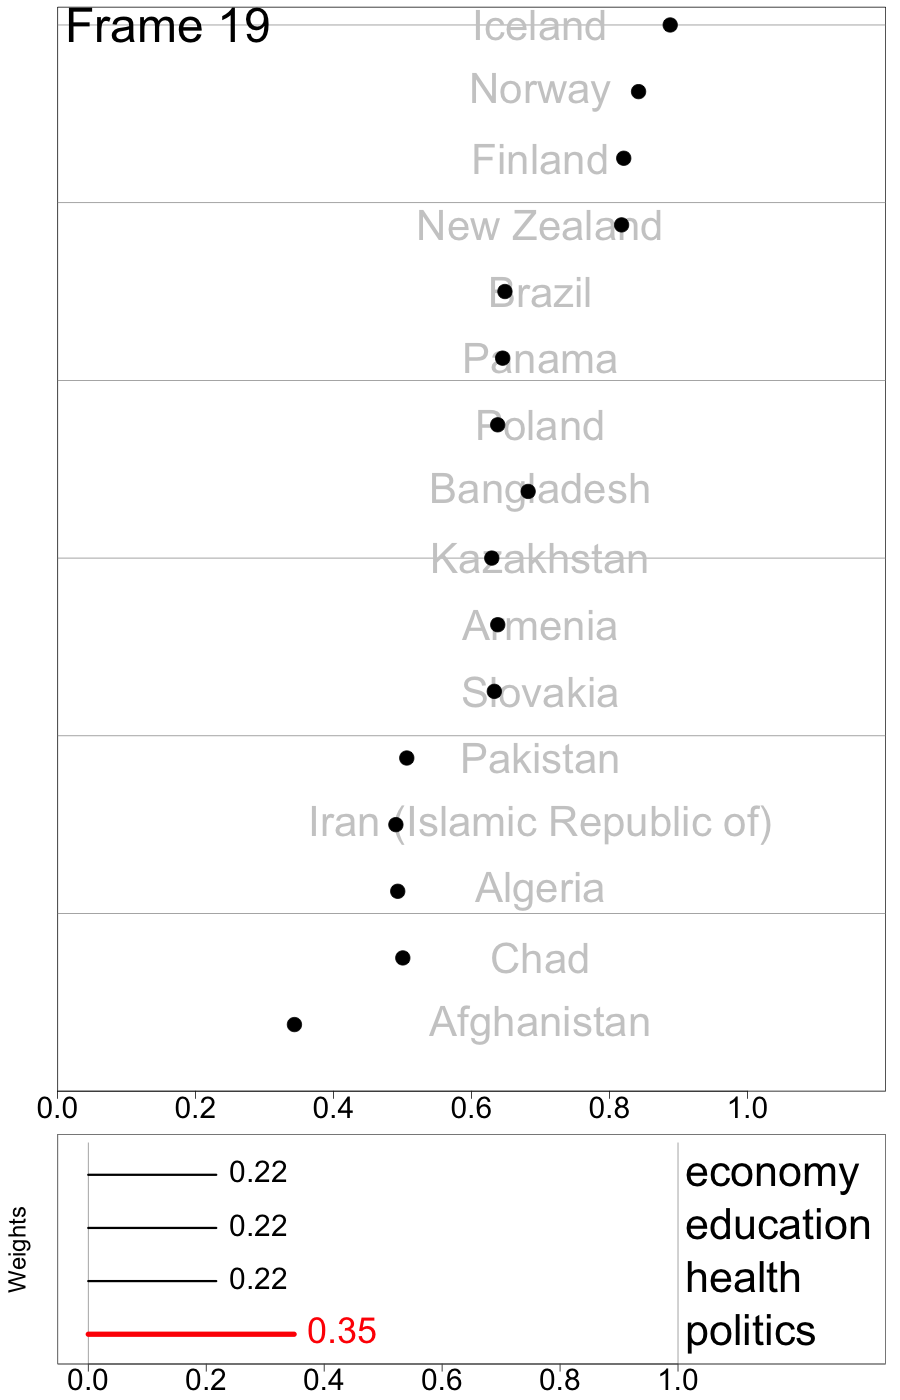 Frame 19
Iceland
Norway
Finland
New Zealand
Brazil
Panama
Poland
Bangladesh
Kazakhstan
Armenia
Slovakia
Pakistan
Iran (Islamic Republic of)
Algeria
Chad
Afghanistan
0.0 0.2 0.4 0.6 0.8 1.0
Weights
0.22 economy
0.22 education
0.22 health
0.35 politics
0.0 0.2 0.4 0.6 0.8 1.0